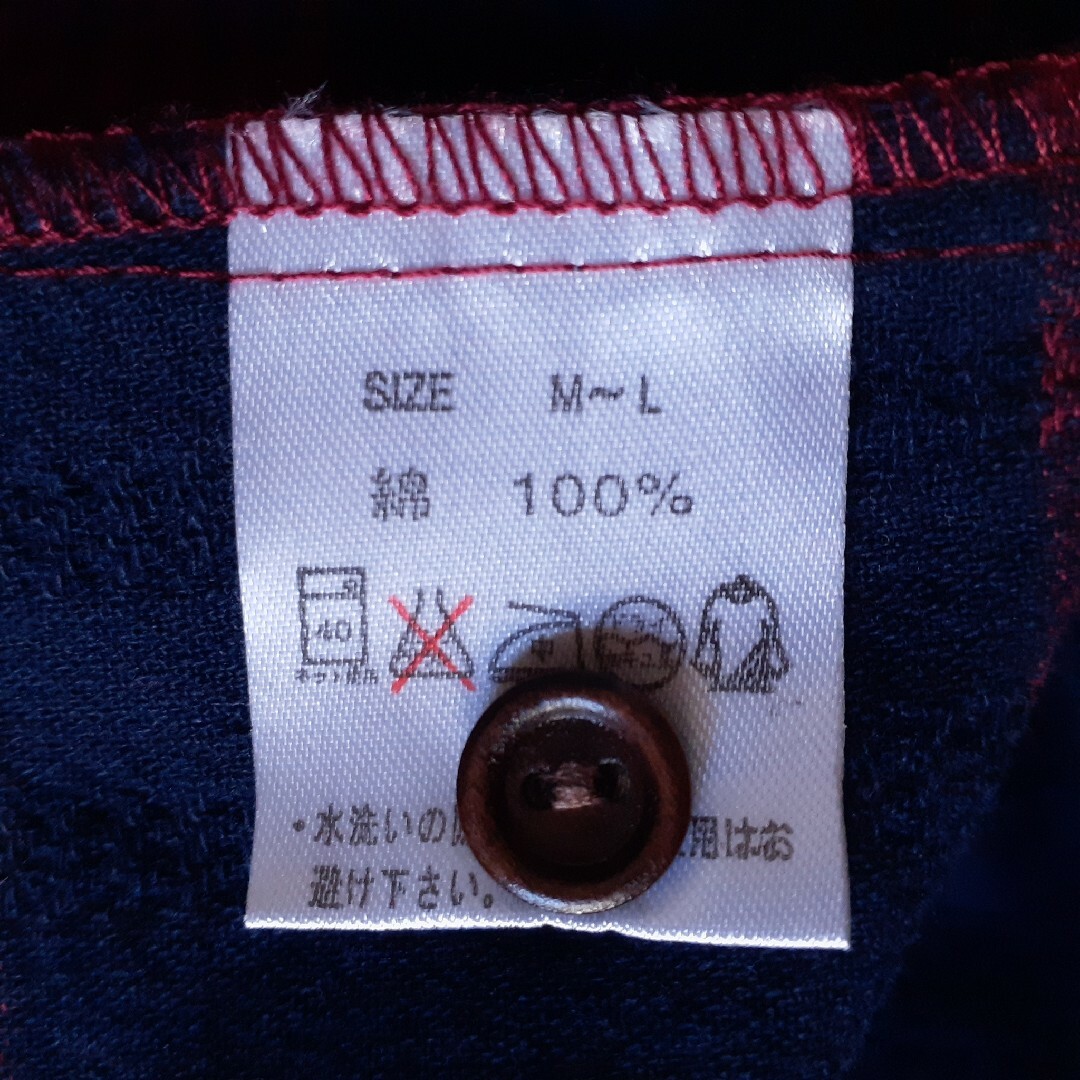 SIZE M～L
綿 100%
40 中
ネット使用
・水洗いの 用はお
避け下さい。